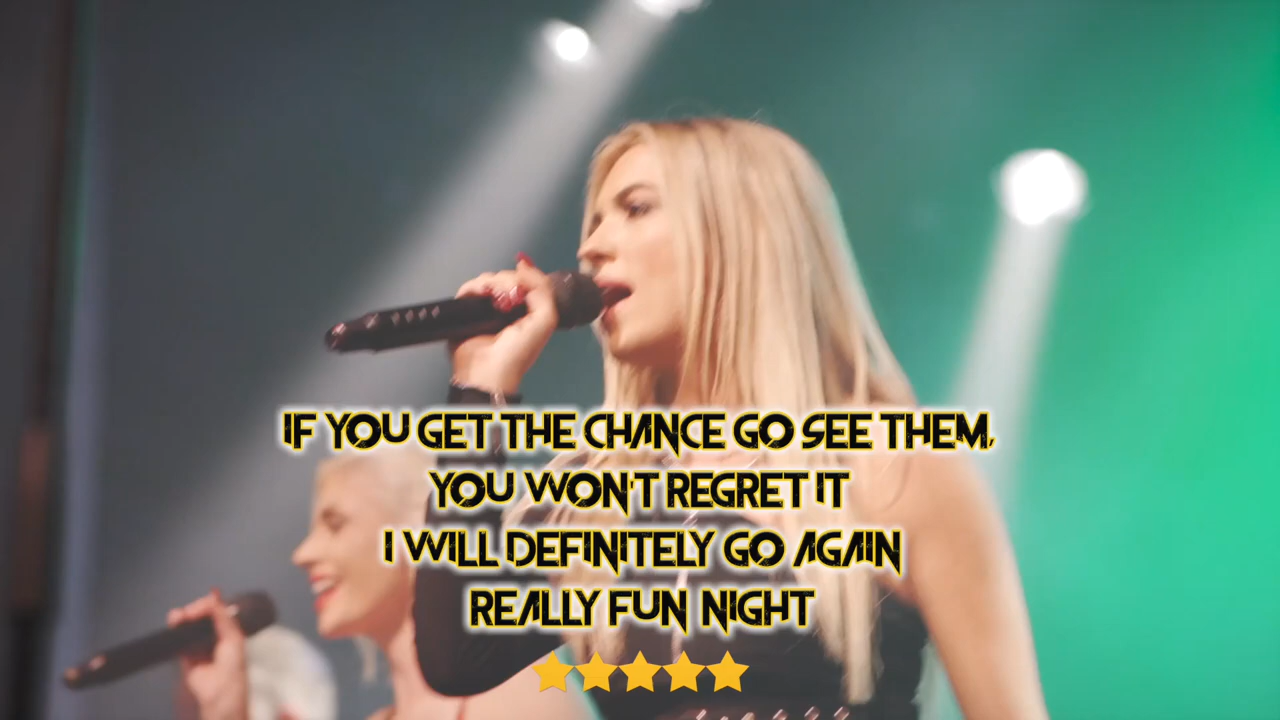 IF YOU GET THE CHANCE GO SEE THEM,
YOU WON'T REGRET IT
I WILL DEFINITELY GO AGAIN
REALLY FUN NIGHT